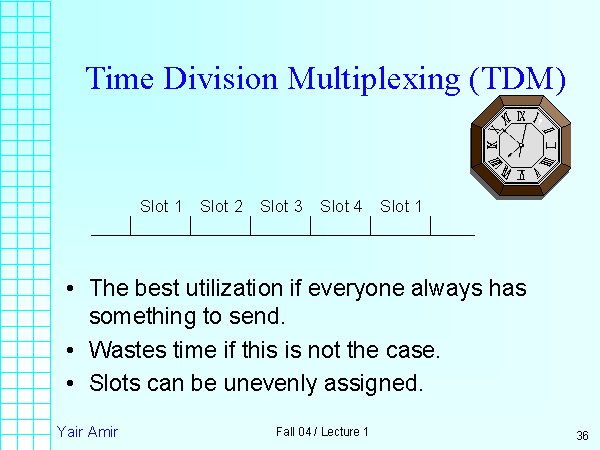 Time Division Multiplexing (TDM)
Slot 1 Slot 2 Slot 3 Slot 4 Slot 1
• The best utilization if everyone always has
something to send.
• Wastes time if this is not the case.
• Slots can be unevenly assigned.
Yair Amir
Fall 04 / Lecture 1
36